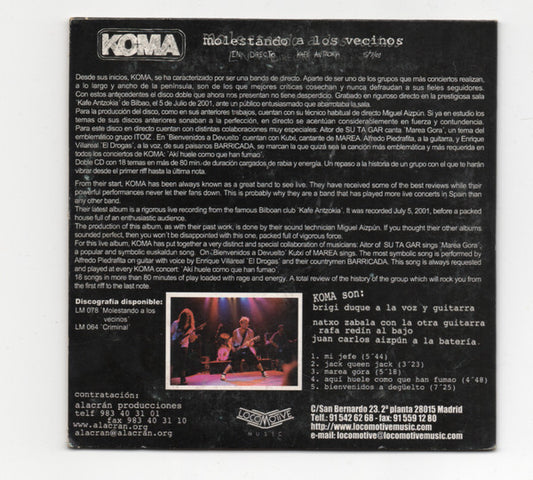 KOMA
molestando a los vecinos
EN DIRECTO KAFE ANTZOKIA
Desde sus inicios, KOMA, se ha caracterizado por ser una bando de directo. Aparte de ser uno de los grupos que más conciertos realizan,
a lo largo y ancho de la península, son de los que mejores críticas cosechan y nunca defraudan a sus fieles seguidores.
Con estos antecedentes el disco doble que ahora nos presentan no tiene desperdicio. Grabado en riguroso directo en la prestigiosa sala
'Kafe Antzokia' de Bilbao, el 5 de Julio de 2001, ante un público entusiasmado que abarrotaba la sala.
Para la producción del disco, como en sus anteriores trabajos, cuentan con su técnico habitual de directo Miguel Aizpún. Si ya en estudio los
temas de sus discos anteriores sonaban a la perfección, en directo se acentúan considerablemente en fuerza y contundencia.
Para este disco en directo cuentan con distintas colaboraciones muy especiales: Aitor de SU TA GAR canta 'Marea Gora', un tema del
emblemático grupo ITOIZ . En 'Bienvenidos a Devuelto' cuentan con Kubxi, cantante de MAREA. Alfredo Piedrafita, a la guitarra, y Enrique
Villareal 'El Drogas', a la voz, de sus paisanos BARRICADA, se marcan la que quizá sea la canción más emblemática y más requerida en
todos los conciertos de KOMA: 'Aki huele como que han fumao'.
Doble CD con 18 temas en más de 80 min. de duración cargados de rabia y energía. Un repaso a la historia de un grupo con el que te harán
vibrar desde el primer riff hasta la última nota.
From their start, KOMA has been always known as a great band to see live. They have received some of the best reviews while their
powerful performances never let their fans down. This is probably why they are a band that has played more live concerts in Spain than
any other band.
Their latest album is a rigorous live recording from the famous Bilboan club 'Kafe Antzokia'. It was recorded July 5, 2001, before a packed
house full of an enthusiastic audience.
The production of this album, as with their past work, is done by their sound technician Miguel Aizpún. If you thought their other albums
sounded perfect, then you won't be disappointed with this one, packed full of vigorous force.
For this live album, KOMA has put together a very distinct and special collaboration of musicians: Aitor of SU TA GAR sings 'Marea Gora',
a popular and symbolic euskaldun song. On ¡Bienvenidos a Devuelto' Kutxi of MAREA sings. The most symbolic song is performed by
Alfredo Piedrafita on guitar with voice by Enrique Villareal 'El Drogas' and their countrymen BARRICADA. This song is always requested
and played at every KOMA concert: 'Aki huele como que han fumao'.
18 songs in more than 80 minutes of play loaded with rage and energy. A total review of the history of the group which will rock you from
the first riff to the last note.
Discografía disponible:
LM 078 'Molestando a los
vecinos'
LM 064 'Criminal'
KOMA son:
brigi duque a la voz y guitarra
natxo zabala con la otra guitarra
rafa redín al bajo
juan carlos aizpún a la batería.
1. mi jefe (5¨44)
2. jack queen jack (3¨23)
3. marea góra (5¨18)
4. aquí huele como que han fumao (4¨48)
5. bienvenidos a degüelto (7¨25)
contratación:
alacrán producciones
telf 983 40 31 01
fax 983 40 31 10
www.alacrán.org
alacran@alacrán.org
LOCOMOTIVE
MUSIC
C/San Bernardo 23. 2ª planta 28015 Madrid
Telf.: 91 542 62 68 - fax: 91 559 12 80
http://www.locomotivemusic.com
e-mail: locomotive@locomotivemusic.com